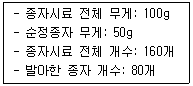 - 종자시료 전체 무게: 100g
- 순정종자 무게: 50g
- 종자시료 전체 개수: 160개
- 발아한 종자 개수: 80개